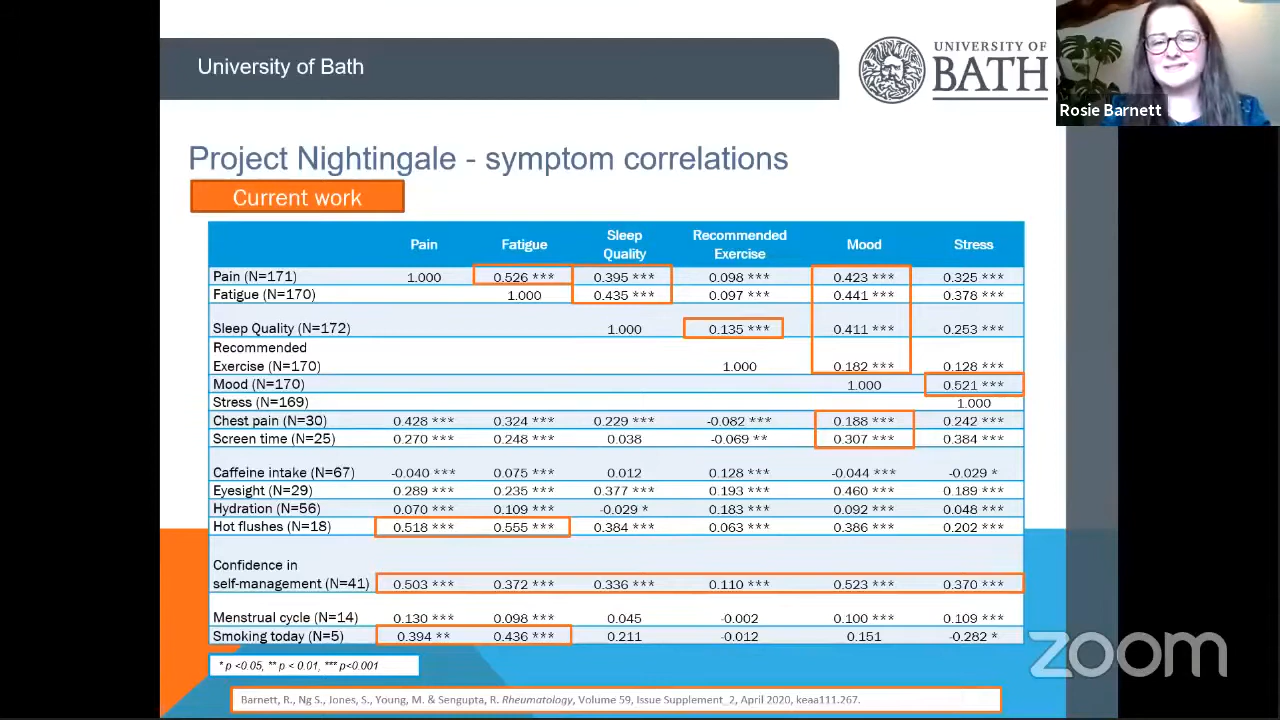 University of Bath
UNIVERSITY OF
BATH
Rosie Barnett
Project Nightingale - symptom correlations
Current work
Pain Fatigue Sleep Quality Recommended Exercise Mood Stress
Pain (N=171) 1.000 0.526 *** 0.395 *** 0.098 *** 0.423 *** 0.325 ***
Fatigue (N=170) 1.000 0.435 *** 0.097 *** 0.441 *** 0.378 ***
Sleep Quality (N=172) 1.000 0.135 *** 0.411 *** 0.253 ***
Recommended
Exercise (N=170) 1.000 0.182 *** 0.128 ***
Mood (N=170) 1.000 0.521 ***
Stress (N=169) 1.000
Chest pain (N=30) 0.428 *** 0.324 *** 0.229 *** -0.082 *** 0.188 *** 0.242 ***
Screen time (N=25) 0.270 *** 0.248 *** 0.038 -0.069 ** 0.307 *** 0.384 ***
Caffeine intake (N=67) -0.040 *** 0.075 *** 0.012 0.128 *** -0.044 *** -0.029 *
Eyesight (N=29) 0.289 *** 0.235 *** 0.377 *** 0.193 *** 0.460 *** 0.189 ***
Hydration (N=56) 0.070 *** 0.109 *** -0.029 * 0.183 *** 0.092 *** 0.048 ***
Hot flushes (N=18) 0.518 *** 0.555 *** 0.384 *** 0.063 *** 0.386 *** 0.202 ***
Confidence in
self-management (N=41) 0.503 *** 0.372 *** 0.336 *** 0.110 *** 0.523 *** 0.370 ***
Menstrual cycle (N=14) 0.130 *** 0.098 *** 0.045 -0.002 0.100 *** 0.109 ***
Smoking today (N=5) 0.394 ** 0.436 *** 0.211 -0.012 0.151 -0.282 *
* p <0.05, ** p < 0.01, *** p<0.001
zoom
Barnett, R., Ng S., Jones, S., Young, M. & Sengupta, R. Rheumatology, Volume 59, Issue Supplement_2, April 2020, keaa111.267.